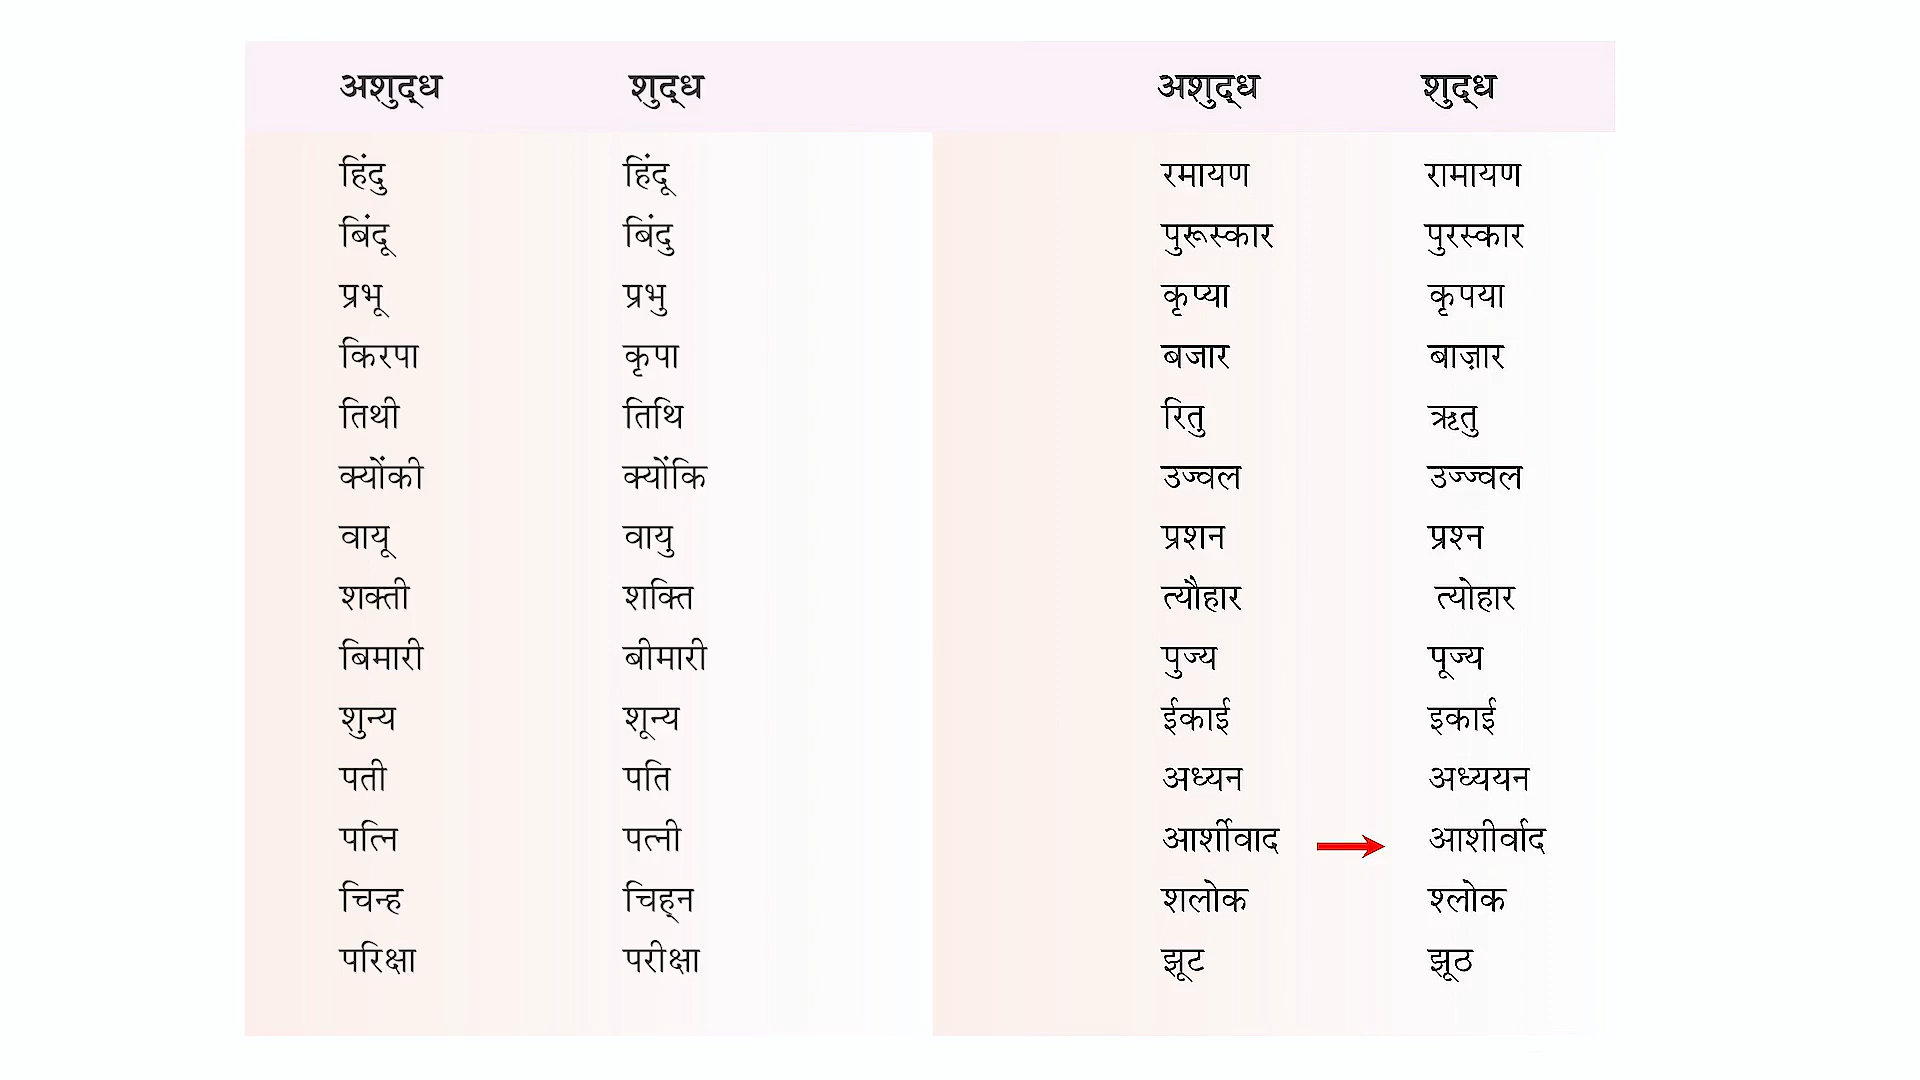 अशुद्ध शुद्ध अशुद्ध शुद्ध
हिंदु हिंदू रमायण रामायण
बिंदू बिंदु पुरूस्कार पुरस्कार
प्रभू प्रभु कृप्या कृपया
किरपा कृपा बजार बाज़ार
तिथी तिथि रितु ऋतु
क्योंकी क्योंकि उज्वल उज्ज्वल
वायू वायु प्रशन प्रश्न
शक्ती शक्ति त्यौहार त्योहार
बिमारी बीमारी पुज्य पूज्य
शुन्य शून्य ईकाई इकाई
पती पति अध्यन अध्ययन
पत्नि पत्नी आर्शीवाद आशीर्वाद
चिन्ह चिह्न शलोक श्लोक
परिक्षा परीक्षा झूट झूठ